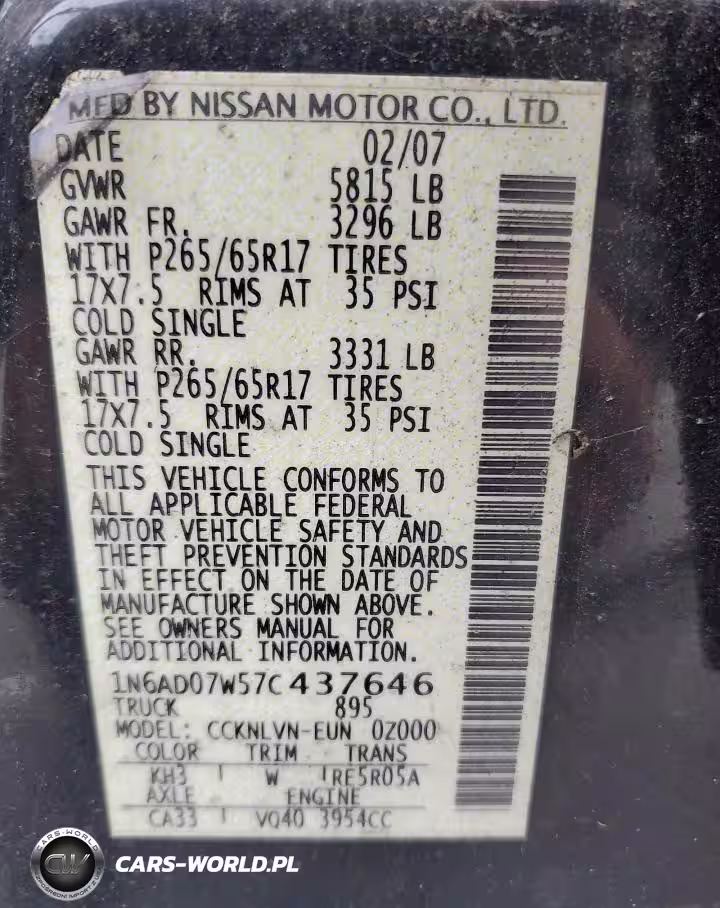 MFD BY NISSAN MOTOR CO., LTD.
DATE 02/07
GVWR 5815 LB
GAWR FR. 3296 LB
WITH P265/65R17 TIRES
17X7.5 RIMS AT 35 PSI
COLD SINGLE
GAWR RR. 3331 LB
WITH P265/65R17 TIRES
17X7.5 RIMS AT 35 PSI
COLD SINGLE
THIS VEHICLE CONFORMS TO
ALL APPLICABLE FEDERAL
MOTOR VEHICLE SAFETY AND
THEFT PREVENTION STANDARDS
IN EFFECT ON THE DATE OF
MANUFACTURE SHOWN ABOVE.
SEE OWNERS MANUAL FOR
ADDITIONAL INFORMATION.
1N6AD07W57C437646
TRUCK 895
MODEL: CCKNLVN-EUN 0Z000
COLOR TRIM TRANS
KH3 W RE5R05A
AXLE ENGINE
CA33 VQ40 3954CC
CARS-WORLD
CW
CARS-WORLD.PL